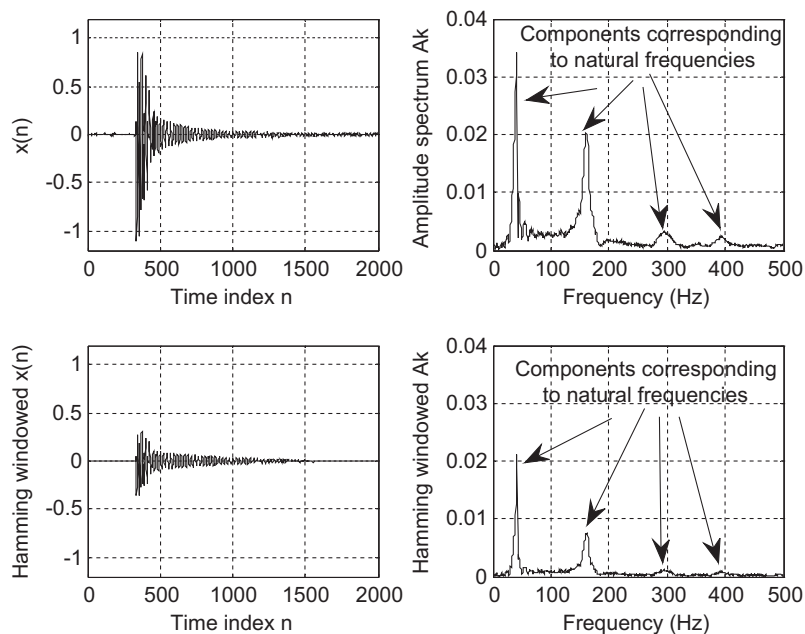 1
0.5
0
-0.5
-1
x(n)
0 500 1000 1500 2000
Time index n
0.04
0.03
0.02
0.01
0
Amplitude spectrum Ak
Components corresponding
to natural frequencies
0 100 200 300 400 500
Frequency (Hz)
1
0.5
0
-0.5
-1
Hamming windowed x(n)
0 500 1000 1500 2000
Time index n
0.04
0.03
0.02
0.01
0
Hamming windowed Ak
Components corresponding
to natural frequencies
0 100 200 300 400 500
Frequency (Hz)